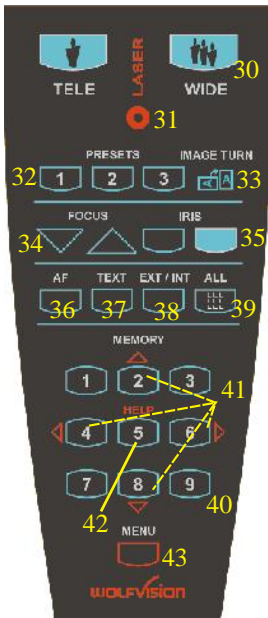 LASER
TELE
WIDE
30
31
PRESETS
IMAGE TURN
32
1
2
3
A
A
33
FOCUS
IRIS
34
35
AF
TEXT
EXT / INT
ALL
36
37
38
39
MEMORY
1
2
3
41
HELP
4
5
6
7
8
9
40
42
MENU
43
WOLFVISION